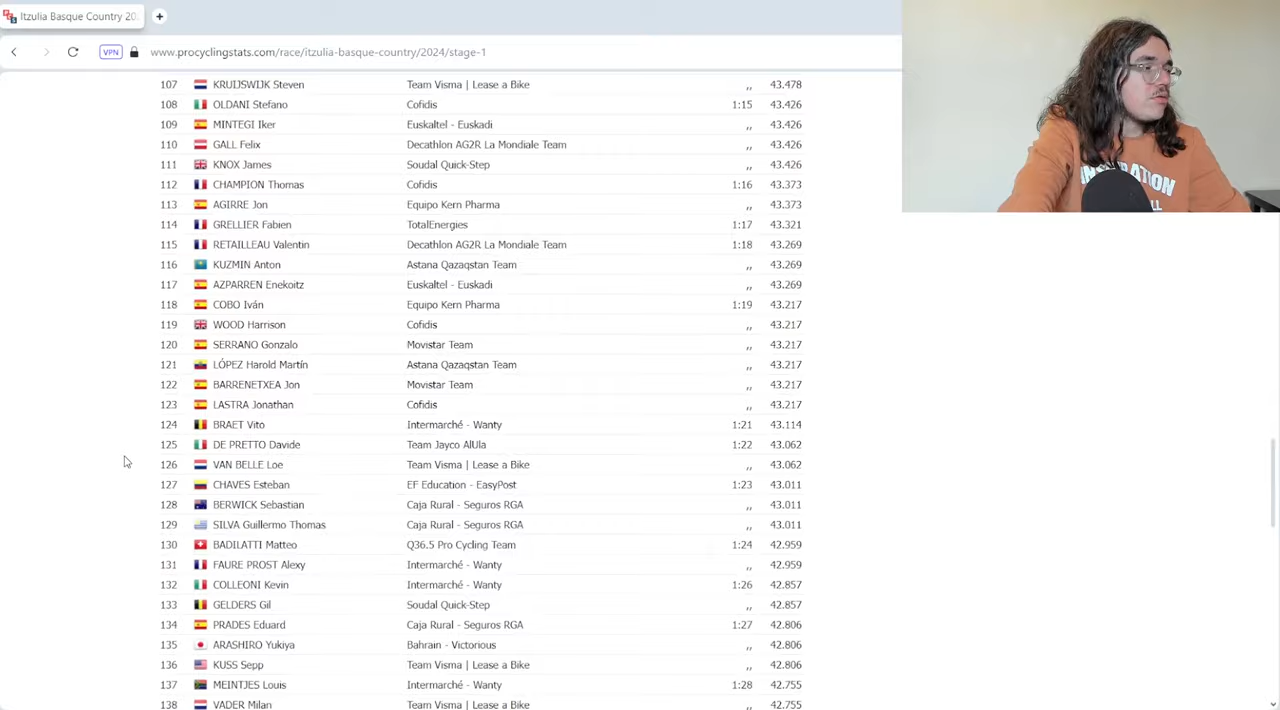 Itzulia Basque Country 20
VPN www.procyclingstats.com/race/itzulia-basque-country/2024/stage-1
107 KRUIJSWIJK Steven Team Visma | Lease a Bike ,, 43.478
108 OLDANI Stefano Cofidis 1:15 43.426
109 MINTEGI Iker Euskaltel - Euskadi ,, 43.426
110 GALL Felix Decathlon AG2R La Mondiale Team ,, 43.426
111 KNOX James Soudal Quick-Step ,, 43.426
112 CHAMPION Thomas Cofidis 1:16 43.373
113 AGIRRE Jon Equipo Kern Pharma ,, 43.373
114 GRELLIER Fabien TotalEnergies 1:17 43.321
115 RETAILLEAU Valentin Decathlon AG2R La Mondiale Team 1:18 43.269
116 KUZMIN Anton Astana Qazaqstan Team ,, 43.269
117 AZPARREN Enekoitz Euskaltel - Euskadi ,, 43.269
118 COBO Iván Equipo Kern Pharma 1:19 43.217
119 WOOD Harrison Cofidis ,, 43.217
120 SERRANO Gonzalo Movistar Team ,, 43.217
121 LÓPEZ Harold Martín Astana Qazaqstan Team ,, 43.217
122 BARRENETXEA Jon Movistar Team ,, 43.217
123 LASTRA Jonathan Cofidis ,, 43.217
124 BRAET Vito Intermarché - Wanty 1:21 43.114
125 DE PRETTO Davide Team Jayco AlUla 1:22 43.062
126 VAN BELLE Loe Team Visma | Lease a Bike ,, 43.062
127 CHAVES Esteban EF Education - EasyPost 1:23 43.011
128 BERWICK Sebastian Caja Rural - Seguros RGA ,, 43.011
129 SILVA Guillermo Thomas Caja Rural - Seguros RGA ,, 43.011
130 BADILATTI Matteo Q36.5 Pro Cycling Team 1:24 42.959
131 FAURE PROST Alexy Intermarché - Wanty ,, 42.959
132 COLLEONI Kevin Intermarché - Wanty 1:26 42.857
133 GELDERS Gil Soudal Quick-Step ,, 42.857
134 PRADES Eduard Caja Rural - Seguros RGA 1:27 42.806
135 ARASHIRO Yukiya Bahrain - Victorious ,, 42.806
136 KUSS Sepp Team Visma | Lease a Bike ,, 42.806
137 MEINTJES Louis Intermarché - Wanty 1:28 42.755
138 VADER Milan Team Visma | Lease a Bike ,, 42.755